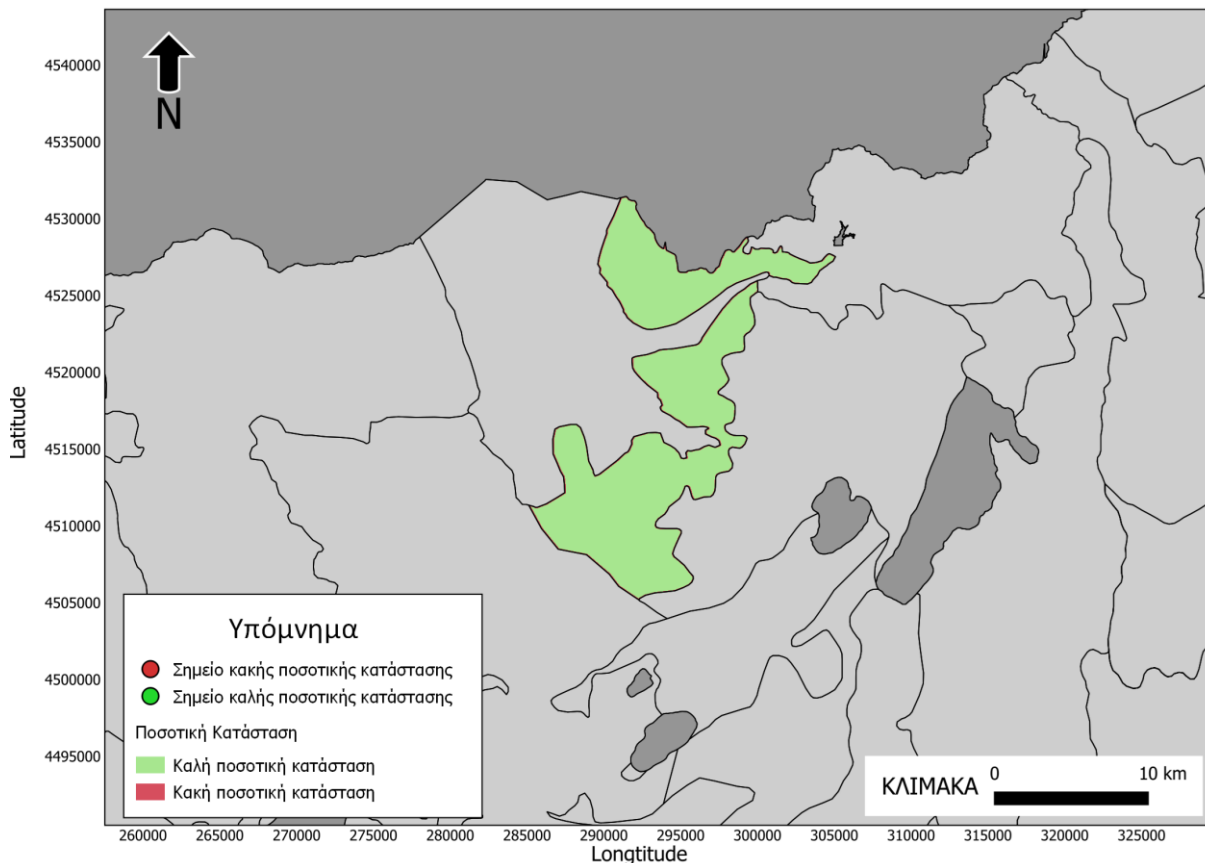 N
4540000
4535000
4530000
4525000
4520000
4515000
4510000
4505000
4500000
4495000
Latitude
Υπόμνημα
Σημείο κακής ποσοτικής κατάστασης
Σημείο καλής ποσοτικής κατάστασης
Ποσοτική Κατάσταση
Καλή ποσοτική κατάσταση
Κακή ποσοτική κατάσταση
ΚΛΙΜΑΚΑ
0 10 km
260000 265000 270000 275000 280000 285000 290000 295000 300000 305000 310000 315000 320000 325000
Longtitude